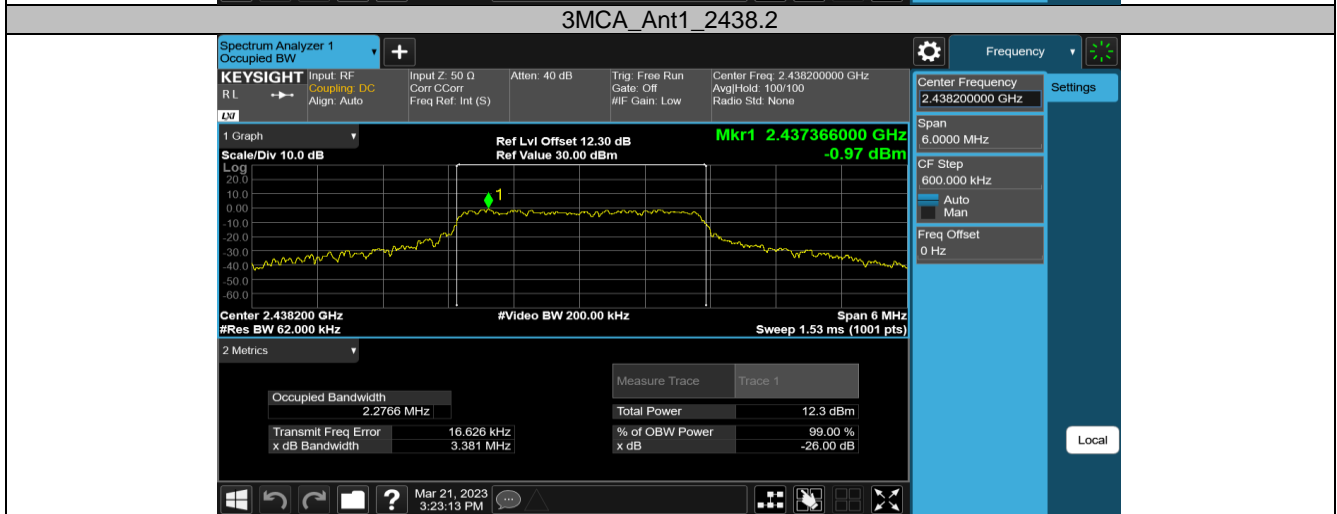 3MCA_Ant1_2438.2
Spectrum Analyzer 1
Occupied BW
+
Frequency
KEYSIGHT Input: RF Input Z: 50 Ω Atten: 40 dB Trig: Free Run Center Freq: 2.438200000 GHz
RL Coupling: DC Corr CCorr Gate: Off Avg|Hold: 100/100
Align: Auto Freq Ref: Int (S) #IF Gain: Low Radio Std: None
LXI
Center Frequency
2.438200000 GHz
Settings
Span
6.0000 MHz
CF Step
600.000 kHz
Auto
Man
Freq Offset
0 Hz
1 Graph
Ref Lvl Offset 12.30 dB
Mkr1 2.437366000 GHz
Scale/Div 10.0 dB
Ref Value 30.00 dBm
-0.97 dBm
Log
20.0
10.0
0.00
-10.0
-20.0
-30.0
-40.0
-50.0
-60.0
1
Center 2.438200 GHz #Video BW 200.00 kHz Span 6 MHz
#Res BW 62.000 kHz Sweep 1.53 ms (1001 pts)
2 Metrics
Measure Trace Trace 1
Occupied Bandwidth
2.2766 MHz
Total Power 12.3 dBm
Transmit Freq Error 16.626 kHz % of OBW Power 99.00 %
x dB Bandwidth 3.381 MHz x dB -26.00 dB
Local
? Mar 21, 2023
3:23:13 PM